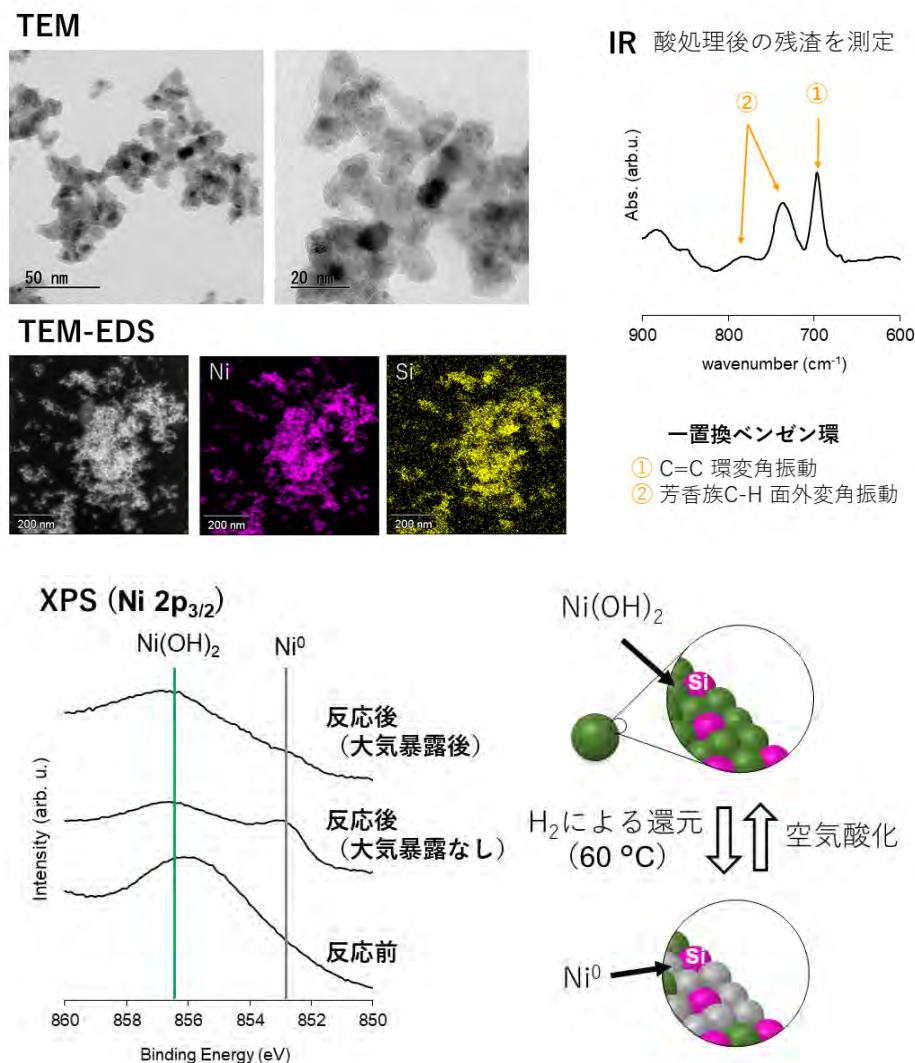 TEM
50 nm
20 nm
TEM-EDS
200 nm
Ni
200 nm
Si
200 nm
IR 酸処理後の残渣を測定
②
①
Abs. (arb.u.)
900 800 700 600
wavenumber (cm⁻¹)
一置換ベンゼン環
① C=C 環変角振動
② 芳香族C-H 面外変角振動
XPS (Ni 2p₃/₂)
Ni(OH)₂
Ni⁰
反応後
（大気暴露後）
反応後
（大気暴露なし）
反応前
Intensity (arb. u.)
860 858 856 854 852 850
Binding Energy (eV)
Ni(OH)₂
Si
H₂による還元
（60 ºC）
空気酸化
Si
Ni⁰